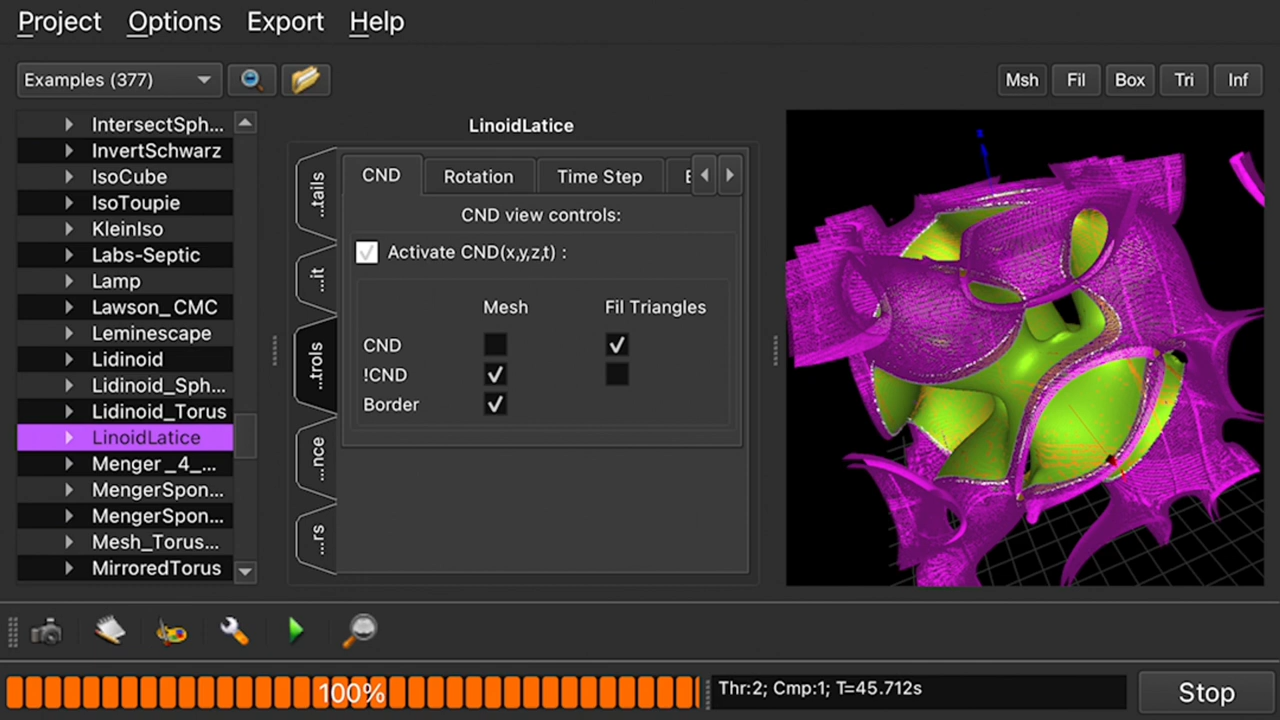 Project Options Export Help
Examples (377)
Msh Fil Box Tri Inf
IntersectSph...
InvertSchwarz
IsoCube
IsoToupie
KleinIso
Labs-Septic
Lamp
Lawson_CMC
Leminescape
Lidinoid
Lidinoid_Sph...
Lidinoid_Torus
LinoidLatice
Menger_4_...
MengerSpon...
MengerSpon...
Mesh_Torus...
MirroredTorus
LinoidLatice
...tails
...it
...trols
...nce
...rs
CND Rotation Time Step
CND view controls:
Activate CND(x,y,z,t) :
Mesh Fil Triangles
CND
!CND
Border
100%
Thr:2; Cmp:1; T=45.712s
Stop